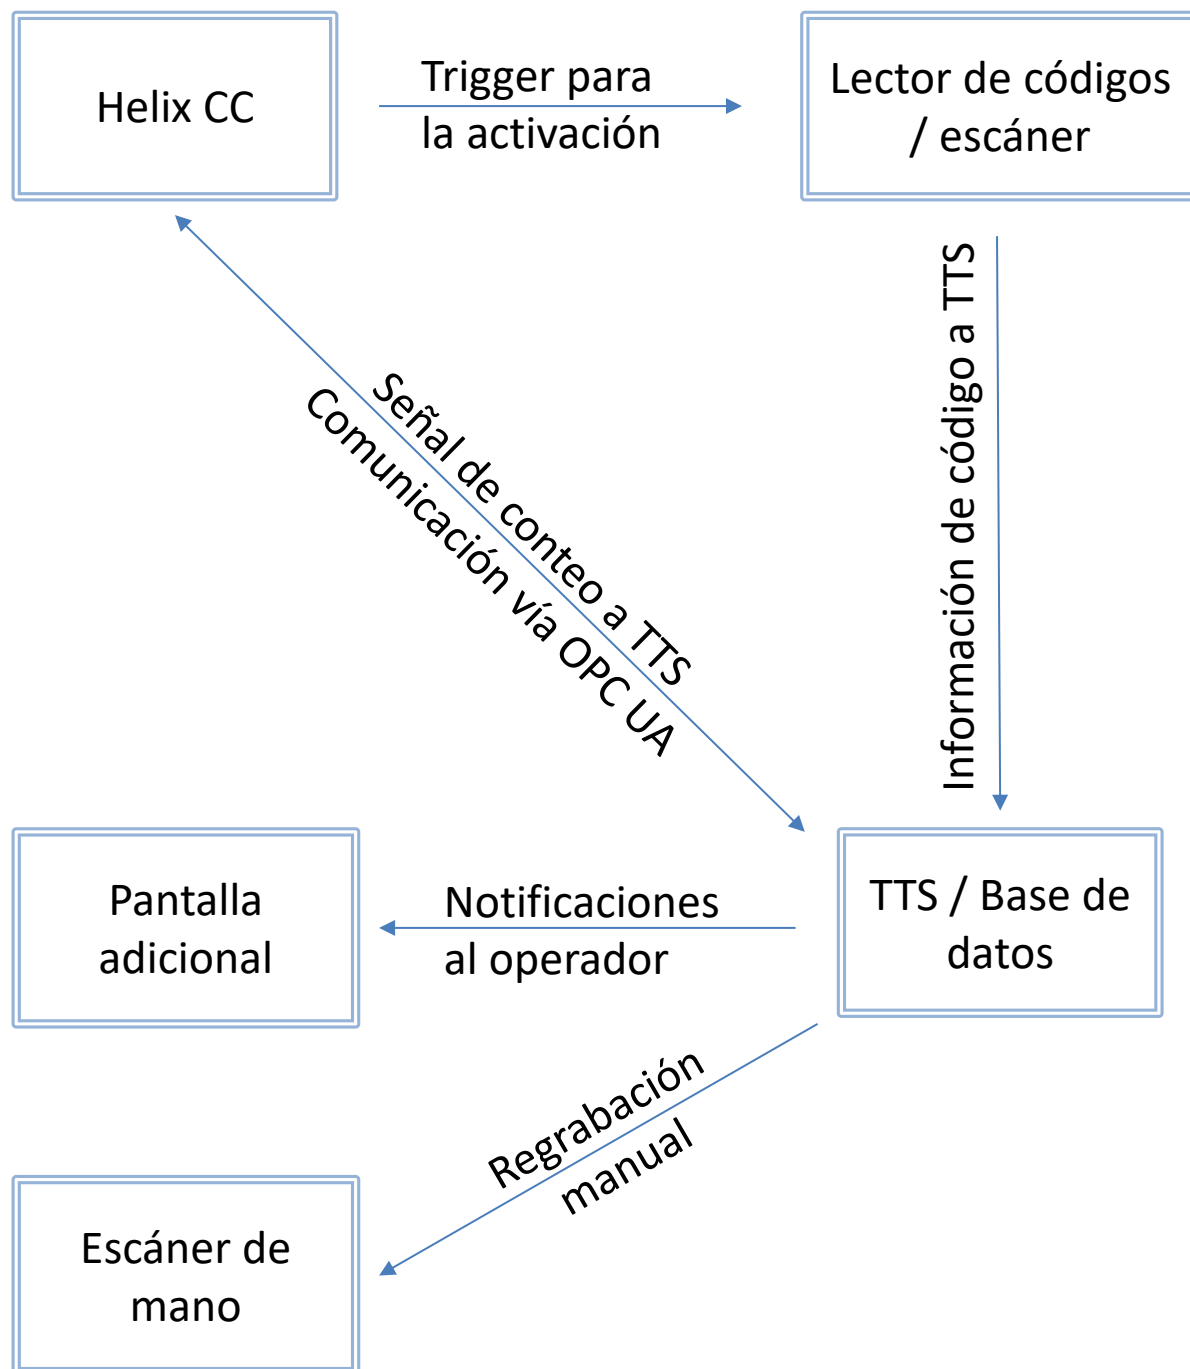 Helix CC
Trigger para
la activación
Lector de códigos
/ escáner
Información de código a TTS
Señal de conteo a TTS
Comunicación vía OPC UA
Pantalla
adicional
Notificaciones
al operador
TTS / Base de
datos
Regrabación
manual
Escáner de
mano